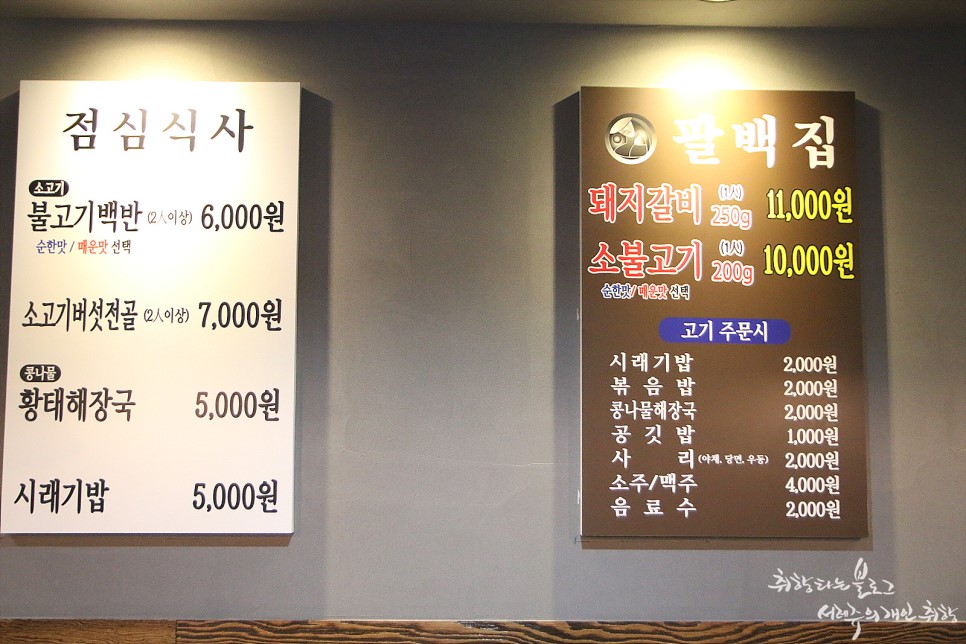 점심식사
소고기
불고기백반 (2人이상) 6,000원
순한맛 / 매운맛 선택
소고기버섯전골 (2人이상) 7,000원
콩나물
황태해장국 5,000원
시래기밥 5,000원
팔백집
돼지갈비 (1人) 250g 11,000원
소불고기 (1人) 200g 10,000원
순한맛 / 매운맛 선택
고기 주문시
시래기밥 2,000원
볶음밥 2,000원
콩나물해장국 2,000원
공깃밥 1,000원
사리 (야채, 당면, 우동) 2,000원
소주/맥주 4,000원
음료수 2,000원
취향타는 블로그
서현주의 개인.취향